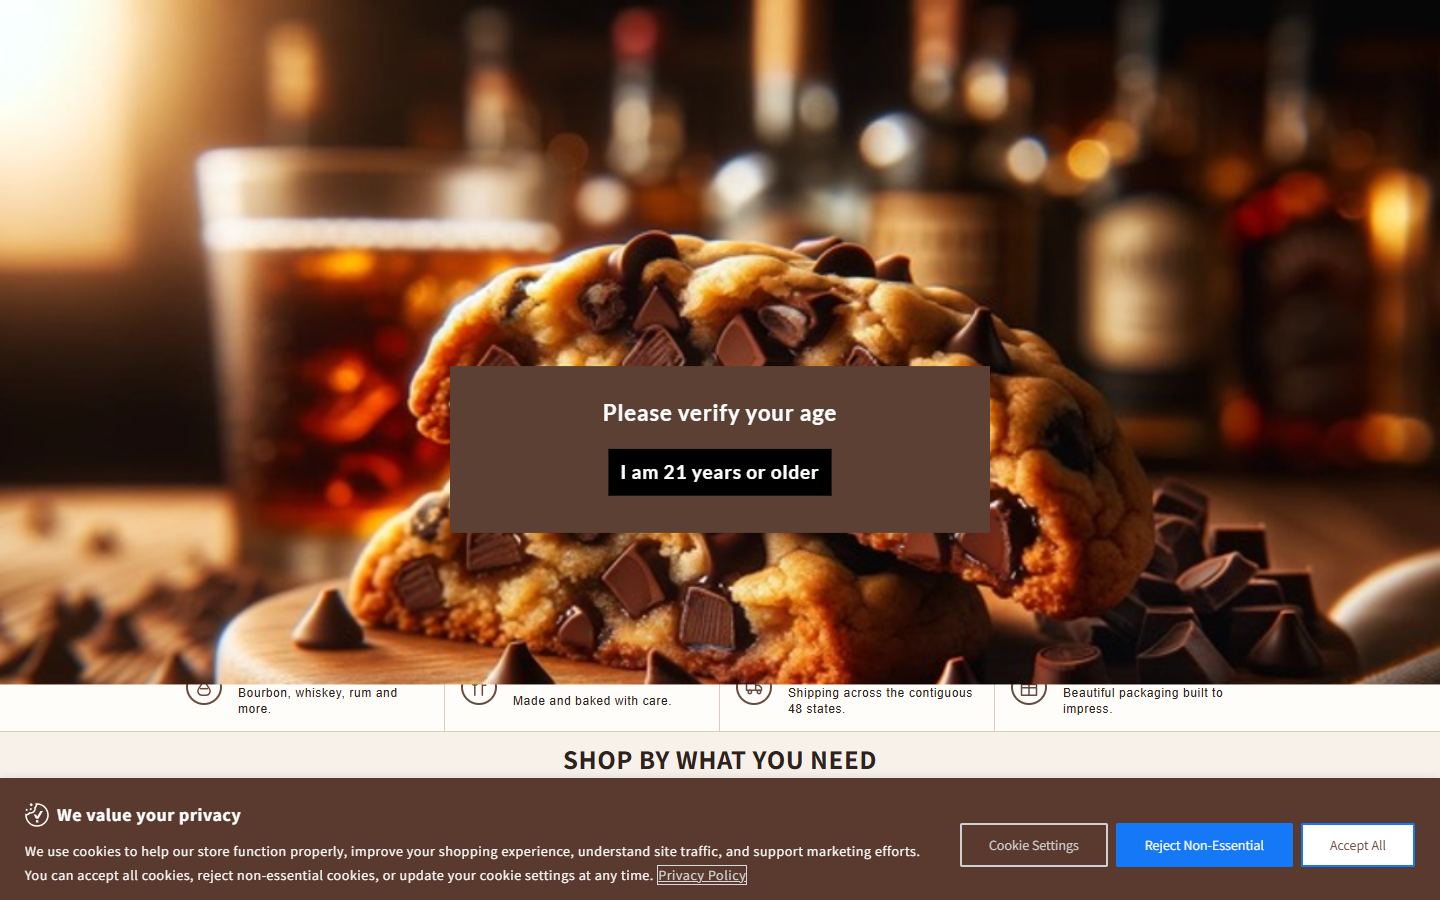 Please verify your age
I am 21 years or older
Bourbon, whiskey, rum and
more.
Made and baked with care.
Shipping across the contiguous
48 states.
Beautiful packaging built to
impress.
SHOP BY WHAT YOU NEED
We value your privacy
We use cookies to help our store function properly, improve your shopping experience, understand site traffic, and support marketing efforts.
You can accept all cookies, reject non-essential cookies, or update your cookie settings at any time. Privacy Policy
Cookie Settings
Reject Non-Essential
Accept All